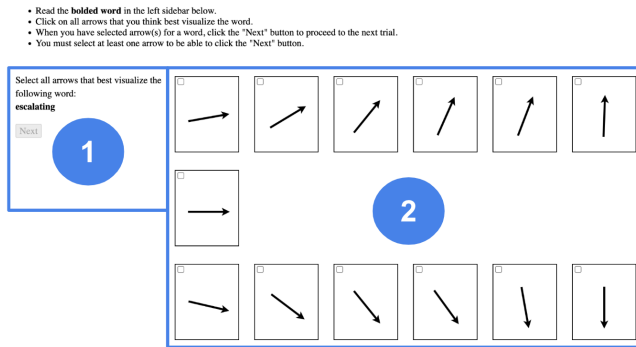 Read the bolded word in the left sidebar below.
Click on all arrows that you think best visualize the word.
When you have selected arrow(s) for a word, click the "Next" button to proceed to the next trial.
You must select at least one arrow to be able to click the "Next" button.
Select all arrows that best visualize the
following word:
escalating
Next
1
2